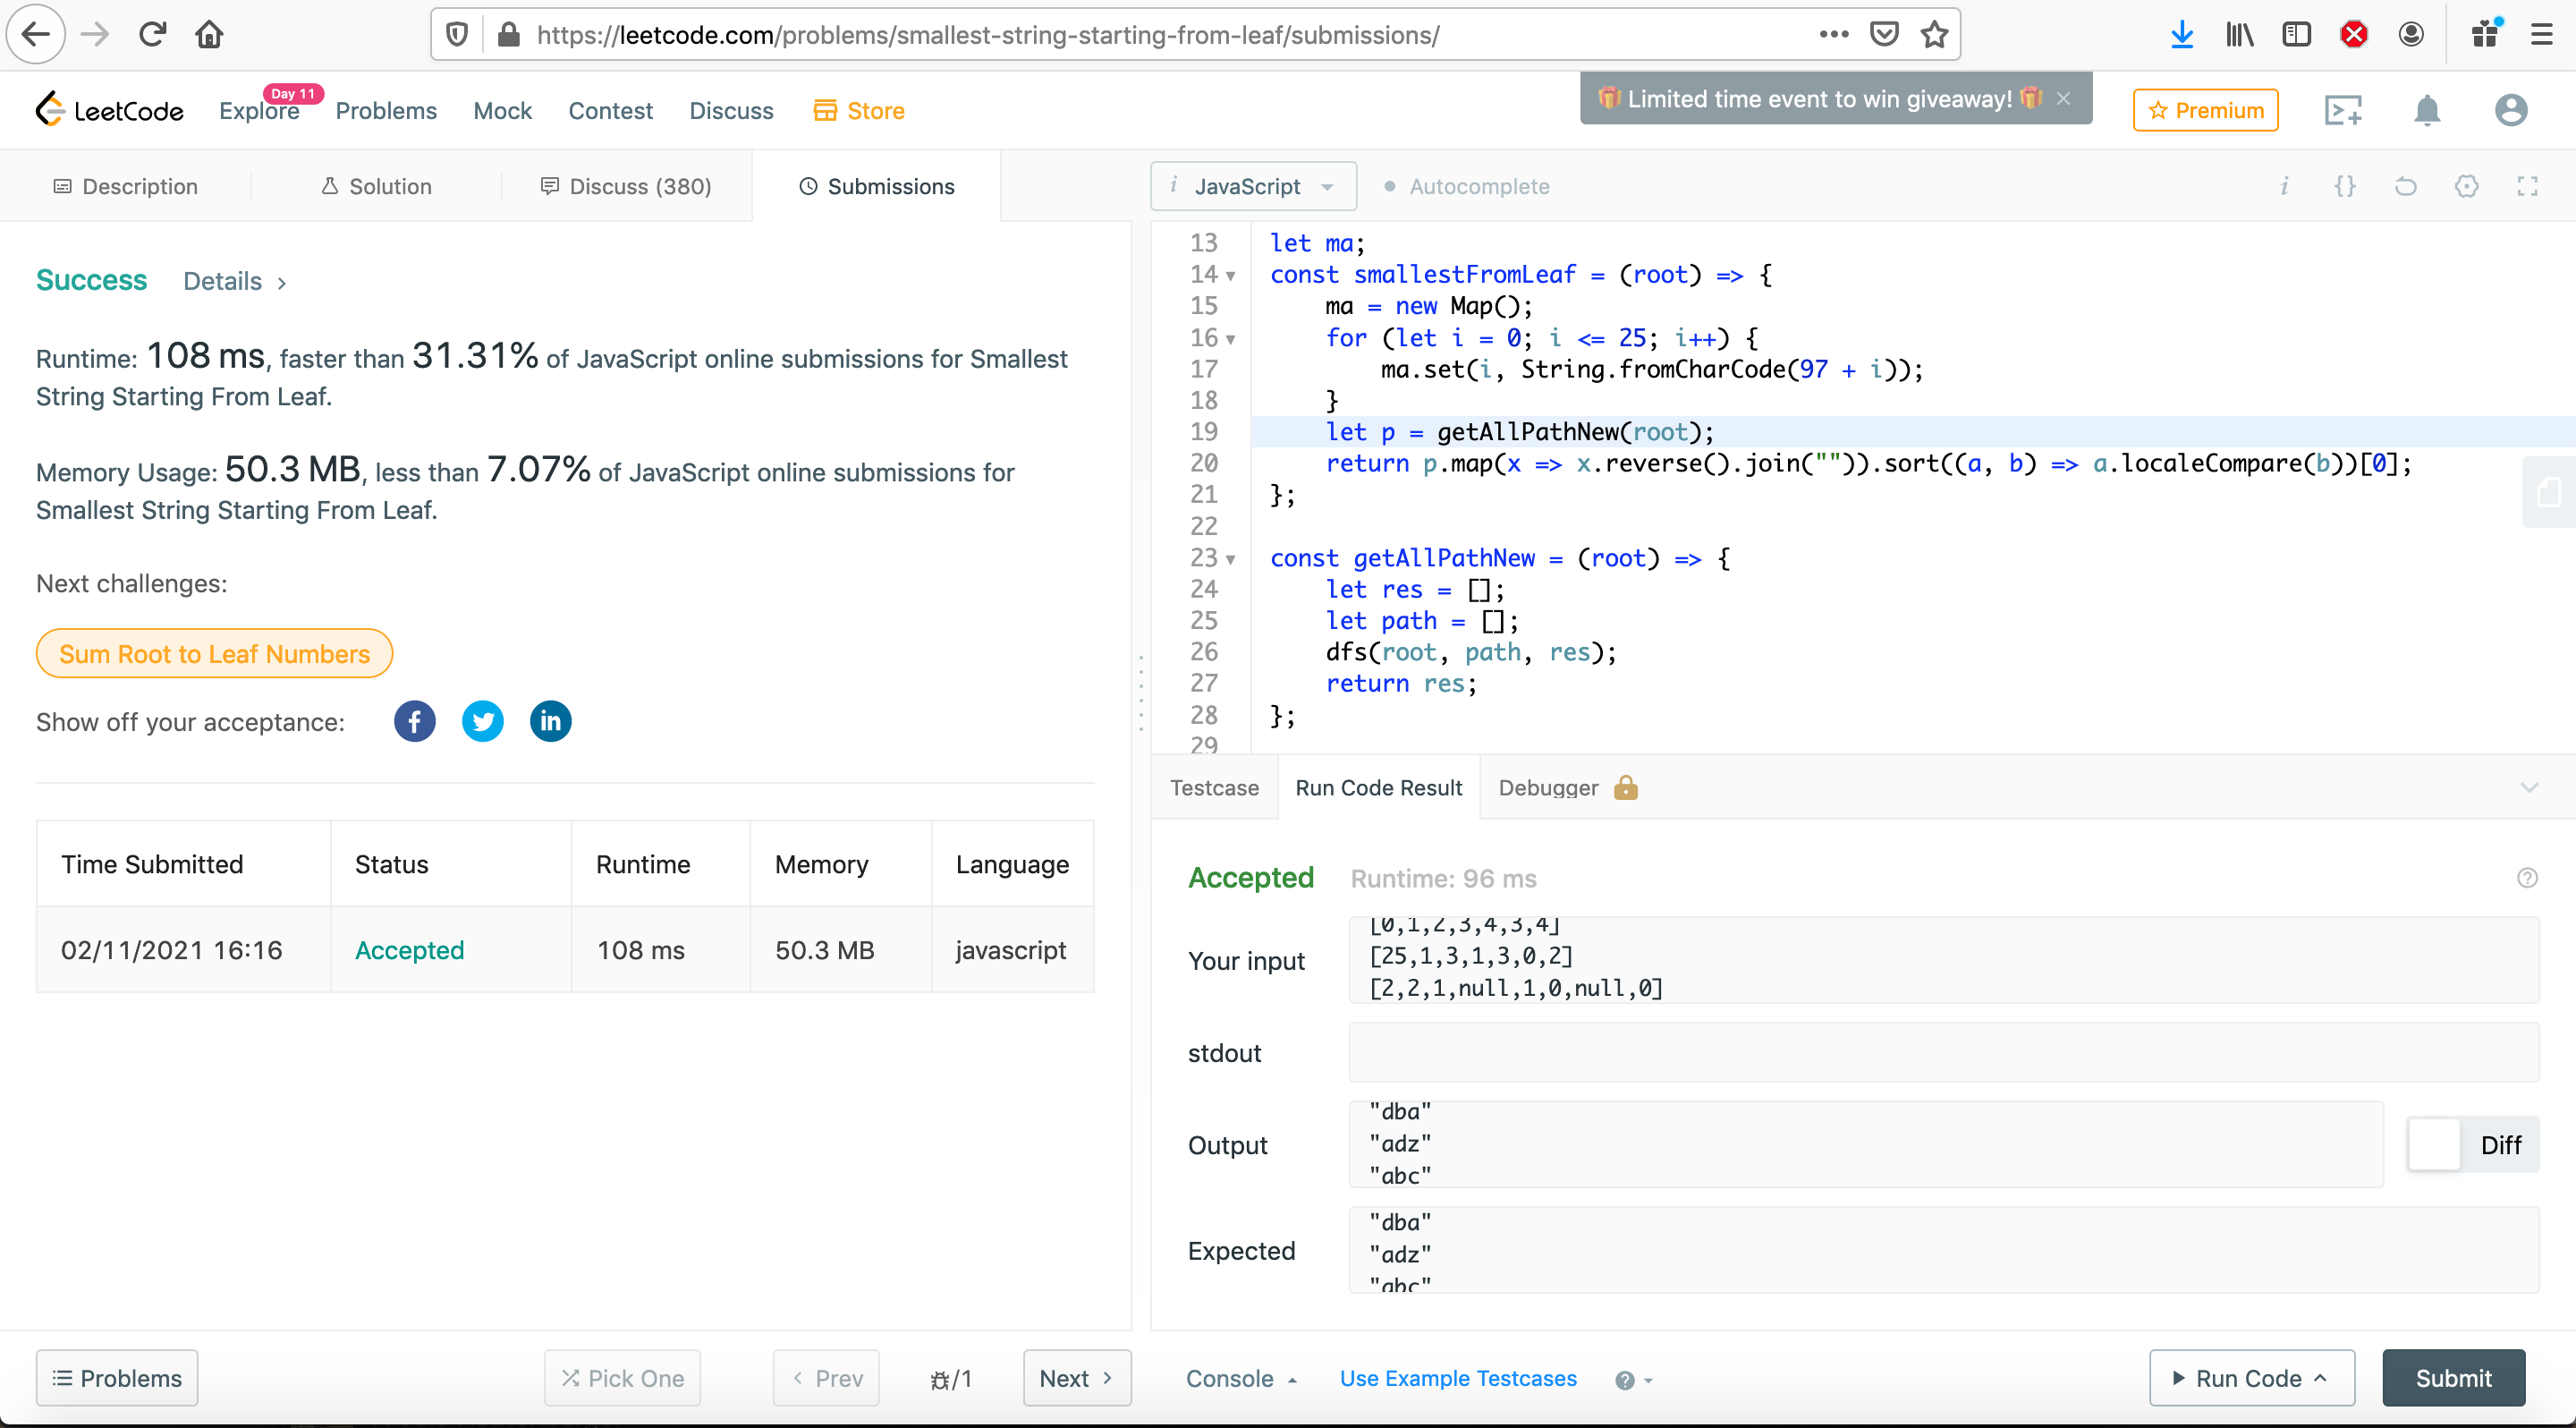 https://leetcode.com/problems/smallest-string-starting-from-leaf/submissions/
LeetCode
Explore
Day 11
Problems
Mock
Contest
Discuss
Store
Limited time event to win giveaway!
Premium
Description
Solution
Discuss (380)
Submissions
i JavaScript
Autocomplete
Success Details >
Runtime: 108 ms, faster than 31.31% of JavaScript online submissions for Smallest
String Starting From Leaf.
Memory Usage: 50.3 MB, less than 7.07% of JavaScript online submissions for
Smallest String Starting From Leaf.
Next challenges:
Sum Root to Leaf Numbers
Show off your acceptance:
Time Submitted Status Runtime Memory Language
02/11/2021 16:16 Accepted 108 ms 50.3 MB javascript
13 let ma;
14 const smallestFromLeaf = (root) => {
15 ma = new Map();
16 for (let i = 0; i <= 25; i++) {
17 ma.set(i, String.fromCharCode(97 + i));
18 }
19 let p = getAllPathNew(root);
20 return p.map(x => x.reverse().join("")).sort((a, b) => a.localeCompare(b))[0];
21 };
22
23 const getAllPathNew = (root) => {
24 let res = [];
25 let path = [];
26 dfs(root, path, res);
27 return res;
28 };
29
Testcase
Run Code Result
Debugger
Accepted Runtime: 96 ms
Your input
[0,1,2,3,4,3,4]
[25,1,3,1,3,0,2]
[2,2,1,null,1,0,null,0]
stdout
Output
"dba"
"adz"
"abc"
Diff
Expected
"dba"
"adz"
"abc"
Problems
Pick One
< Prev
/1
Next >
Console
Use Example Testcases
Run Code
Submit